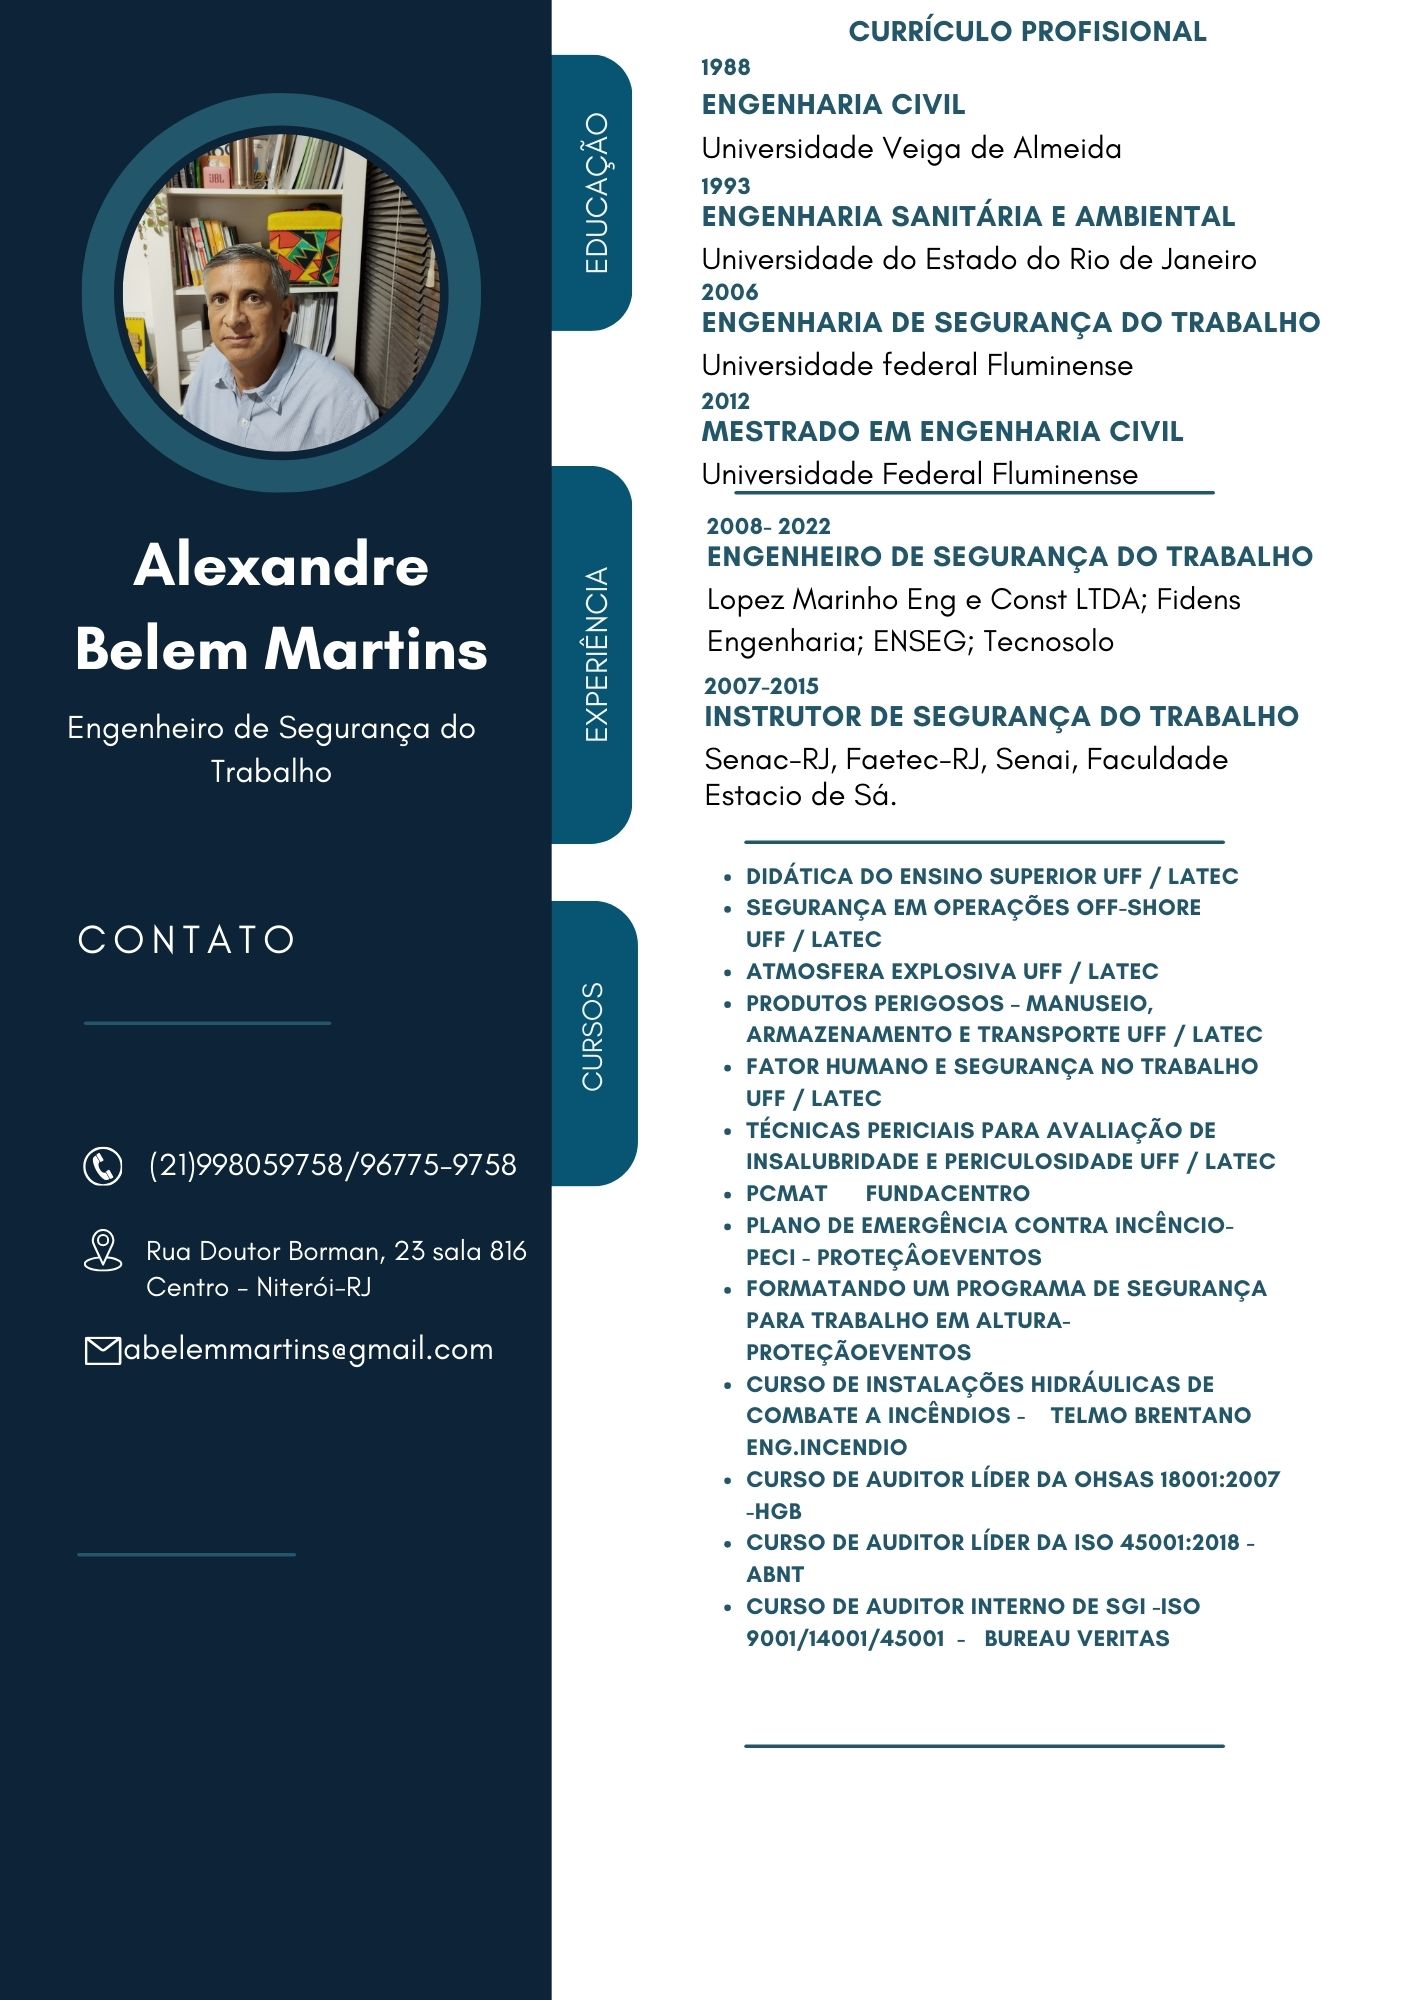 JBL
Alexandre
Belem Martins
Engenheiro de Segurança do
Trabalho
CONTATO
(21)998059758/96775-9758
Rua Doutor Borman, 23 sala 816
Centro - Niterói-RJ
abelemmartins@gmail.com
CURRÍCULO PROFISIONAL
EDUCAÇÃO
1988
ENGENHARIA CIVIL
Universidade Veiga de Almeida
1993
ENGENHARIA SANITÁRIA E AMBIENTAL
Universidade do Estado do Rio de Janeiro
2006
ENGENHARIA DE SEGURANÇA DO TRABALHO
Universidade federal Fluminense
2012
MESTRADO EM ENGENHARIA CIVIL
Universidade Federal Fluminense
EXPERIÊNCIA
2008- 2022
ENGENHEIRO DE SEGURANÇA DO TRABALHO
Lopez Marinho Eng e Const LTDA; Fidens
Engenharia; ENSEG; Tecnosolo
2007-2015
INSTRUTOR DE SEGURANÇA DO TRABALHO
Senac-RJ, Faetec-RJ, Senai, Faculdade
Estacio de Sá.
CURSOS
• DIDÁTICA DO ENSINO SUPERIOR UFF / LATEC
• SEGURANÇA EM OPERAÇÕES OFF-SHORE
UFF / LATEC
• ATMOSFERA EXPLOSIVA UFF / LATEC
• PRODUTOS PERIGOSOS - MANUSEIO,
ARMAZENAMENTO E TRANSPORTE UFF / LATEC
• FATOR HUMANO E SEGURANÇA NO TRABALHO
UFF / LATEC
• TÉCNICAS PERICIAIS PARA AVALIAÇÃO DE
INSALUBRIDADE E PERICULOSIDADE UFF / LATEC
• PCMAT FUNDACENTRO
• PLANO DE EMERGÊNCIA CONTRA INCÊNCIO-
PECI - PROTEÇÂOEVENTOS
• FORMATANDO UM PROGRAMA DE SEGURANÇA
PARA TRABALHO EM ALTURA-
PROTEÇÃOEVENTOS
• CURSO DE INSTALAÇÕES HIDRÁULICAS DE
COMBATE A INCÊNDIOS - TELMO BRENTANO
ENG.INCENDIO
• CURSO DE AUDITOR LÍDER DA OHSAS 18001:2007
-HGB
• CURSO DE AUDITOR LÍDER DA ISO 45001:2018 -
ABNT
• CURSO DE AUDITOR INTERNO DE SGI -ISO
9001/14001/45001 - BUREAU VERITAS